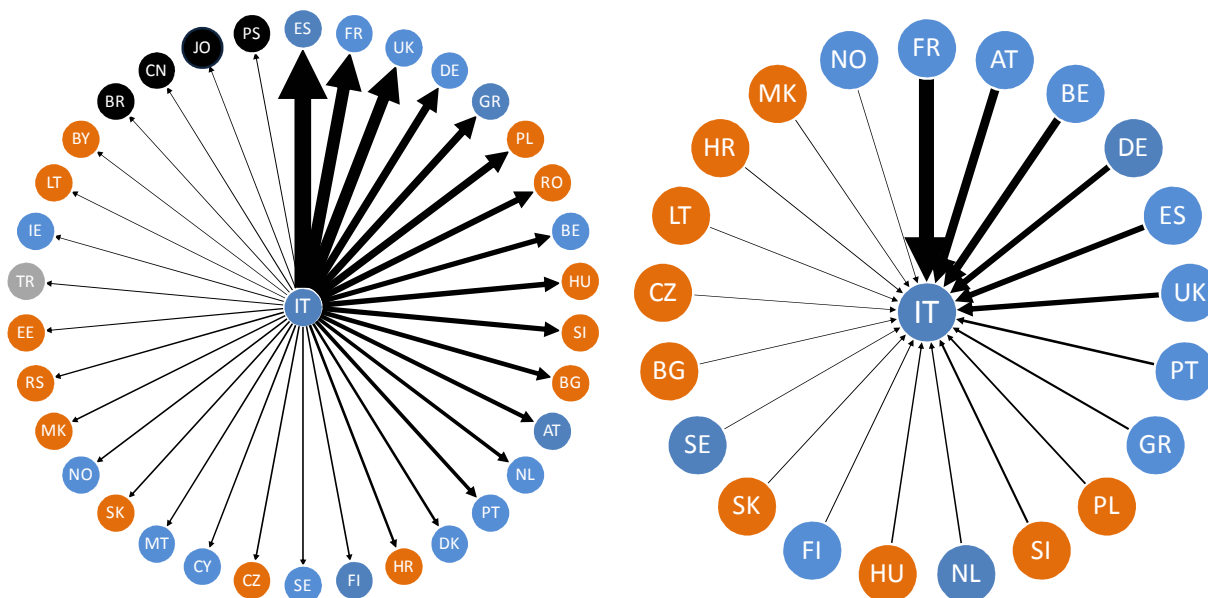 ES
FR
UK
DE
GR
PL
RO
BE
HU
SI
BG
AT
NL
PT
DK
HR
FI
SE
CZ
CY
MT
SK
NO
MK
RS
EE
TR
IE
LT
BY
BR
CN
JO
PS
IT
FR
AT
BE
DE
ES
UK
PT
GR
PL
SI
NL
HU
FI
SK
SE
BG
CZ
LT
HR
MK
NO
IT